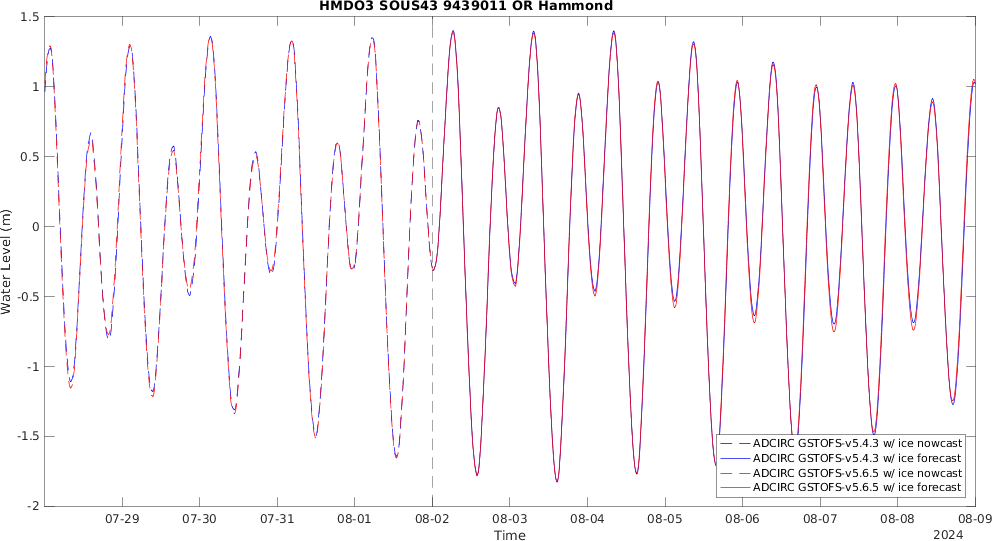 HMDO3 SOUS43 9439011 OR Hammond
Water Level (m)
1.5
1
0.5
0
-0.5
-1
-1.5
-2
ADCIRC GSTOFS-v5.4.3 w/ ice nowcast
ADCIRC GSTOFS-v5.4.3 w/ ice forecast
ADCIRC GSTOFS-v5.6.5 w/ ice nowcast
ADCIRC GSTOFS-v5.6.5 w/ ice forecast
07-29 07-30 07-31 08-01 08-02 08-03 08-04 08-05 08-06 08-07 08-08 08-09
Time
2024